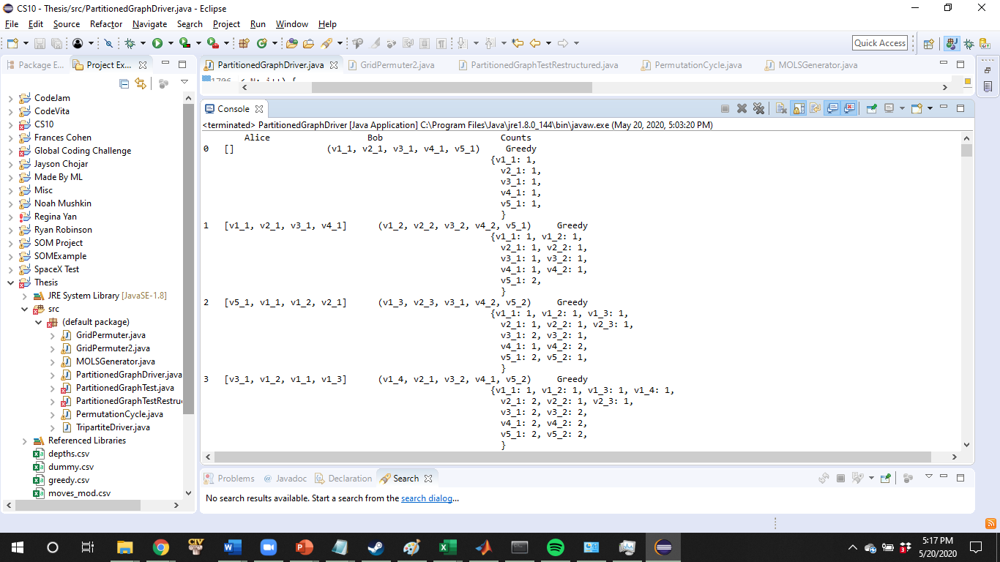 CS10 - Thesis/src/PartitionedGraphDriver.java - Eclipse
File Edit Source Refactor Navigate Search Project Run Window Help
Quick Access
Package E... Project Ex...
PartitionedGraphDriver.java GridPermuter2.java PartitionedGraphTestRestructured.java PermutationCycle.java MOLSGenerator.java
CodeJam
CodeVita
CS10
Frances Cohen
Global Coding Challenge
Jayson Chojar
Made By ML
Misc
Noah Mushkin
Regina Yan
Ryan Robinson
SOM Project
SOMExample
SpaceX Test
Thesis
JRE System Library [JavaSE-1.8]
src
(default package)
GridPermuter.java
GridPermuter2.java
MOLSGenerator.java
PartitionedGraphDriver.java
PartitionedGraphTest.java
PartitionedGraphTestRestru
PermutationCycle.java
TripartiteDriver.java
Referenced Libraries
depths.csv
dummy.csv
greedy.csv
moves_mod.csv
Console
<terminated> PartitionedGraphDriver [Java Application] C:\Program Files\Java\jre1.8.0_144\bin\javaw.exe (May 20, 2020, 5:03:20 PM)
Alice Bob Counts
0 [] (v1_1, v2_1, v3_1, v4_1, v5_1) Greedy
{v1_1: 1,
v2_1: 1,
v3_1: 1,
v4_1: 1,
v5_1: 1,
}
1 [v1_1, v2_1, v3_1, v4_1] (v1_2, v2_2, v3_2, v4_2, v5_1) Greedy
{v1_1: 1, v1_2: 1,
v2_1: 1, v2_2: 1,
v3_1: 1, v3_2: 1,
v4_1: 1, v4_2: 1,
v5_1: 2,
}
2 [v5_1, v1_1, v1_2, v2_1] (v1_3, v2_3, v3_1, v4_2, v5_2) Greedy
{v1_1: 1, v1_2: 1, v1_3: 1,
v2_1: 1, v2_2: 1, v2_3: 1,
v3_1: 2, v3_2: 1,
v4_1: 1, v4_2: 2,
v5_1: 2, v5_2: 1,
}
3 [v3_1, v1_2, v1_1, v1_3] (v1_4, v2_1, v3_2, v4_1, v5_2) Greedy
{v1_1: 1, v1_2: 1, v1_3: 1, v1_4: 1,
v2_1: 2, v2_2: 1, v2_3: 1,
v3_1: 2, v3_2: 2,
v4_1: 2, v4_2: 2,
v5_1: 2, v5_2: 2,
}
Problems @ Javadoc Declaration Search
No search results available. Start a search from the search dialog...
5:17 PM
5/20/2020